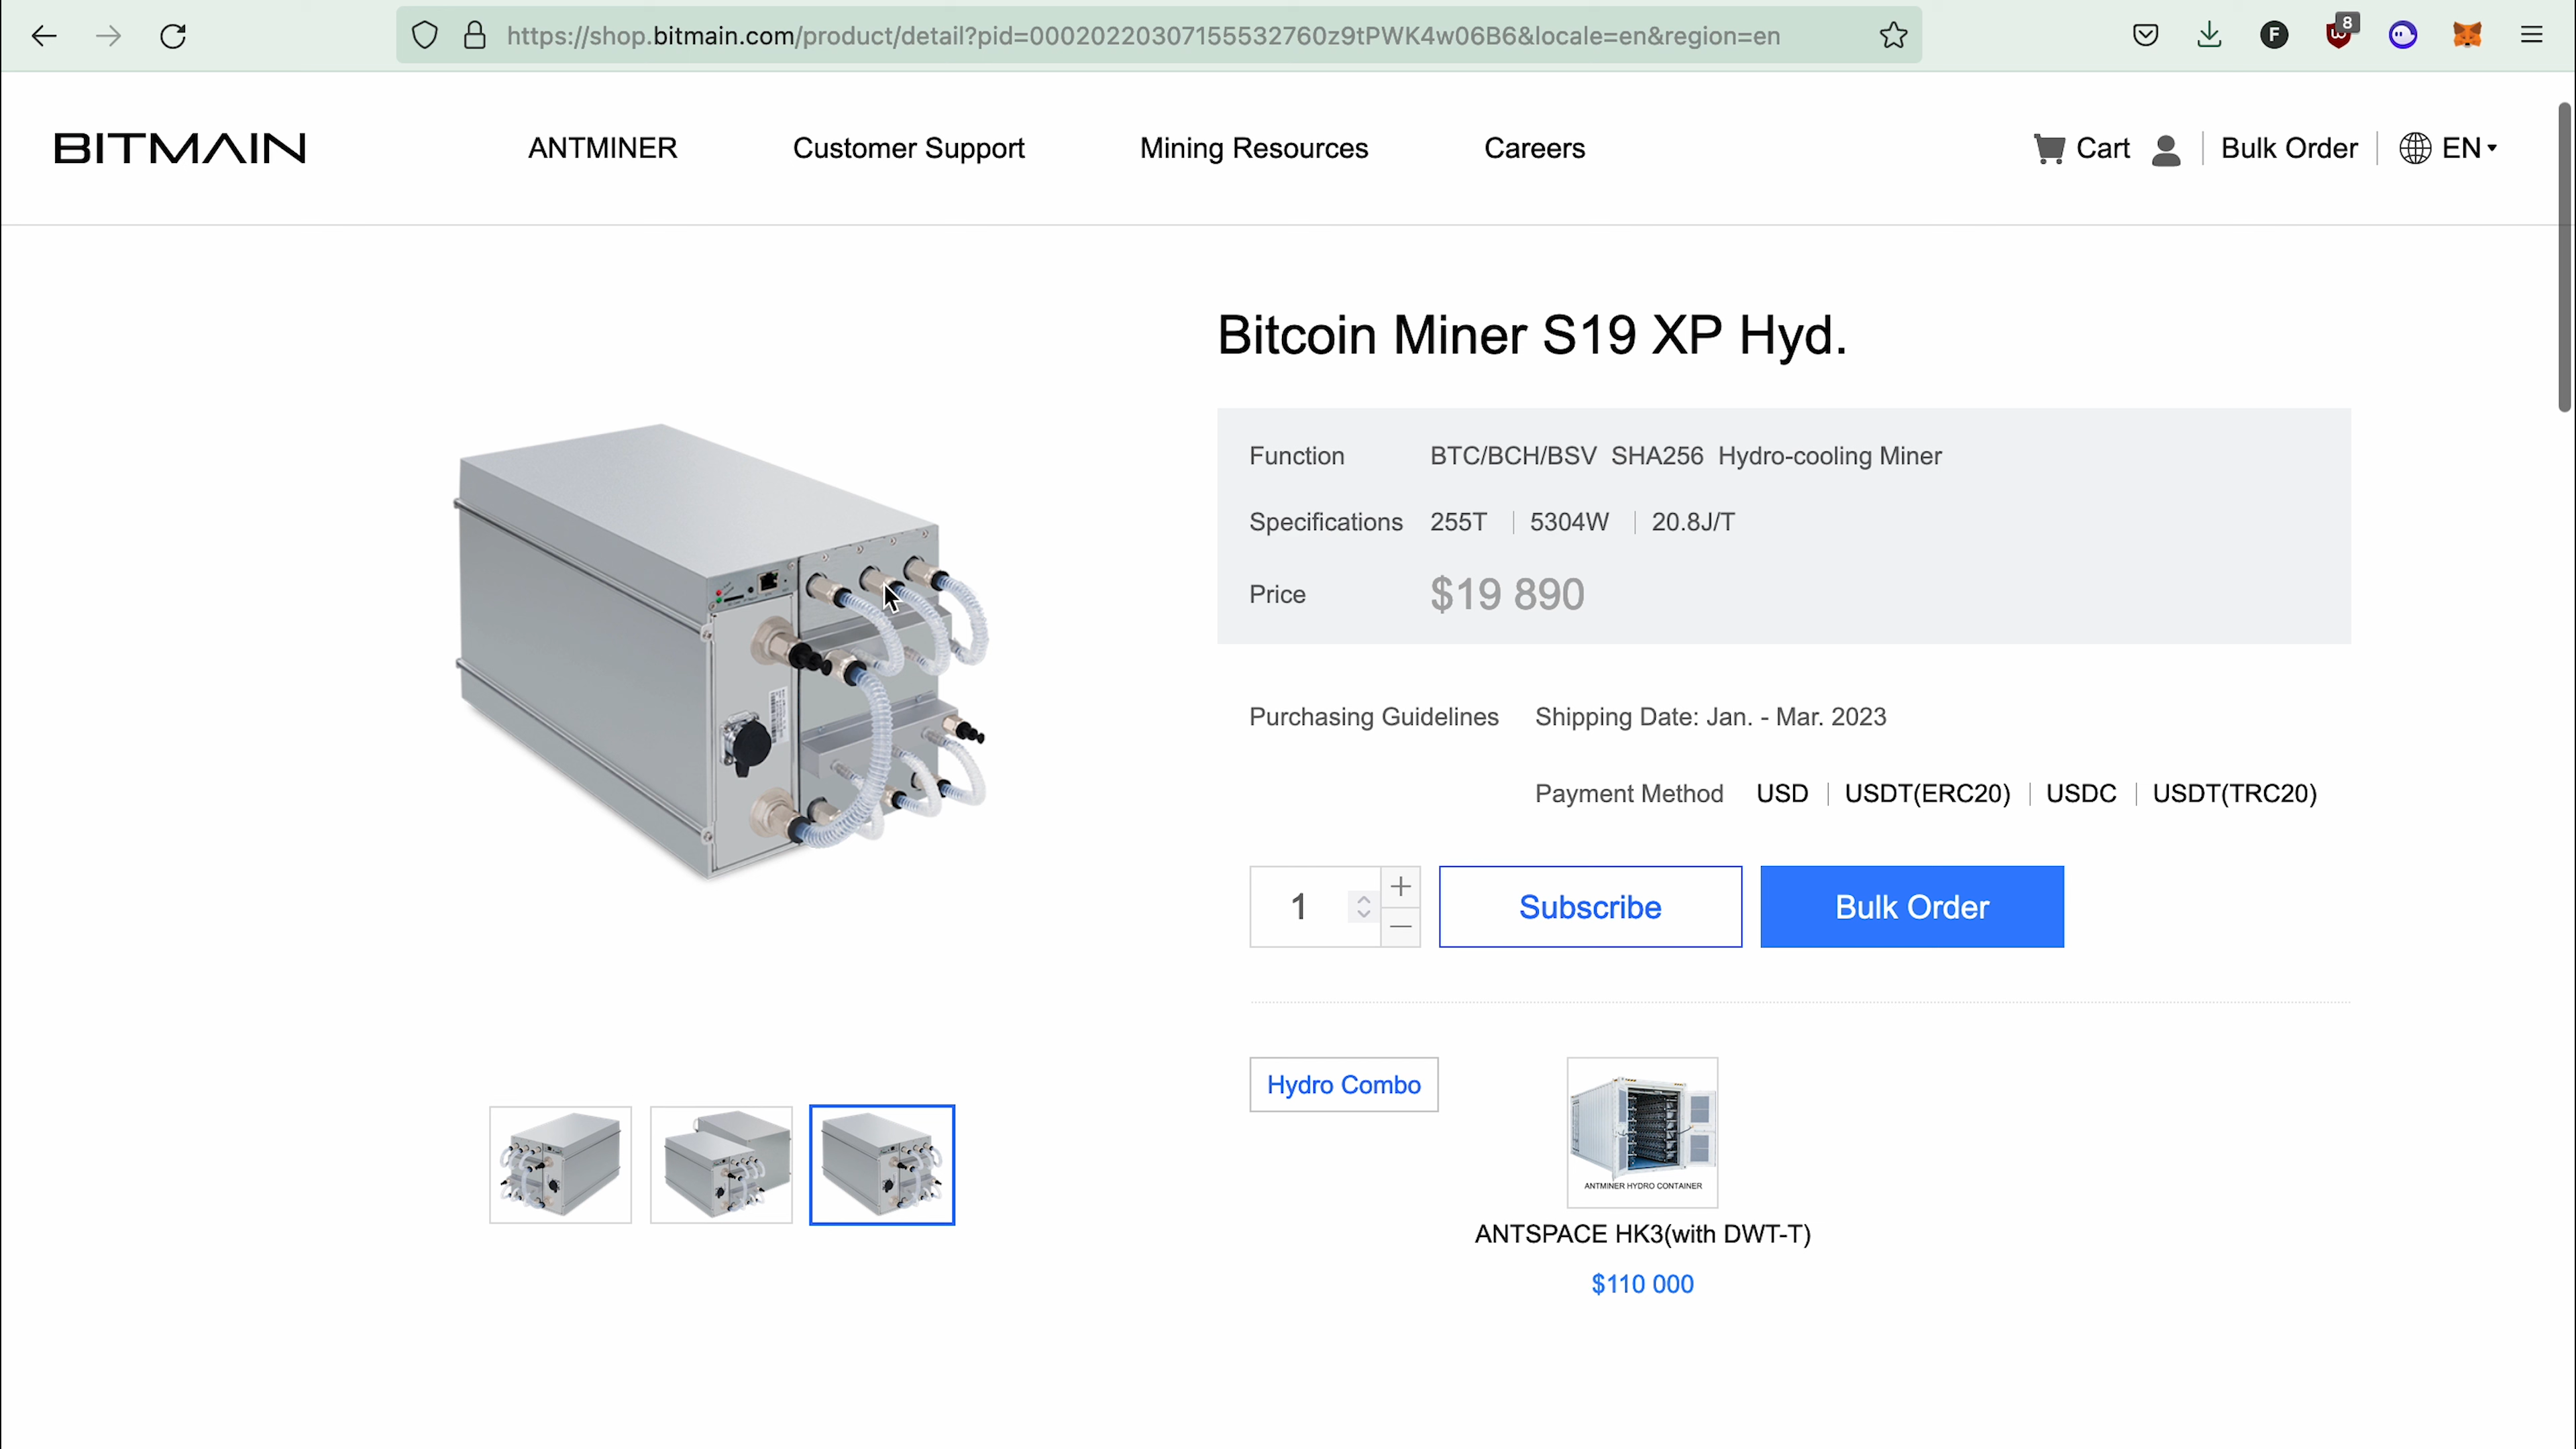 https://shop.bitmain.com/product/detail?pid=00020220307155532760z9tPWK4w06B6&locale=en&region=en
F
8
BITMAIN
ANTMINER
Customer Support
Mining Resources
Careers
Cart
Bulk Order
EN
Bitcoin Miner S19 XP Hyd.
Function BTC/BCH/BSV SHA256 Hydro-cooling Miner
Specifications 255T | 5304W | 20.8J/T
Price $19 890
Purchasing Guidelines Shipping Date: Jan. - Mar. 2023
Payment Method USD | USDT(ERC20) | USDC | USDT(TRC20)
1
Subscribe
Bulk Order
Hydro Combo
ANTMINER HYDRO CONTAINER
ANTSPACE HK3(with DWT-T)
$110 000